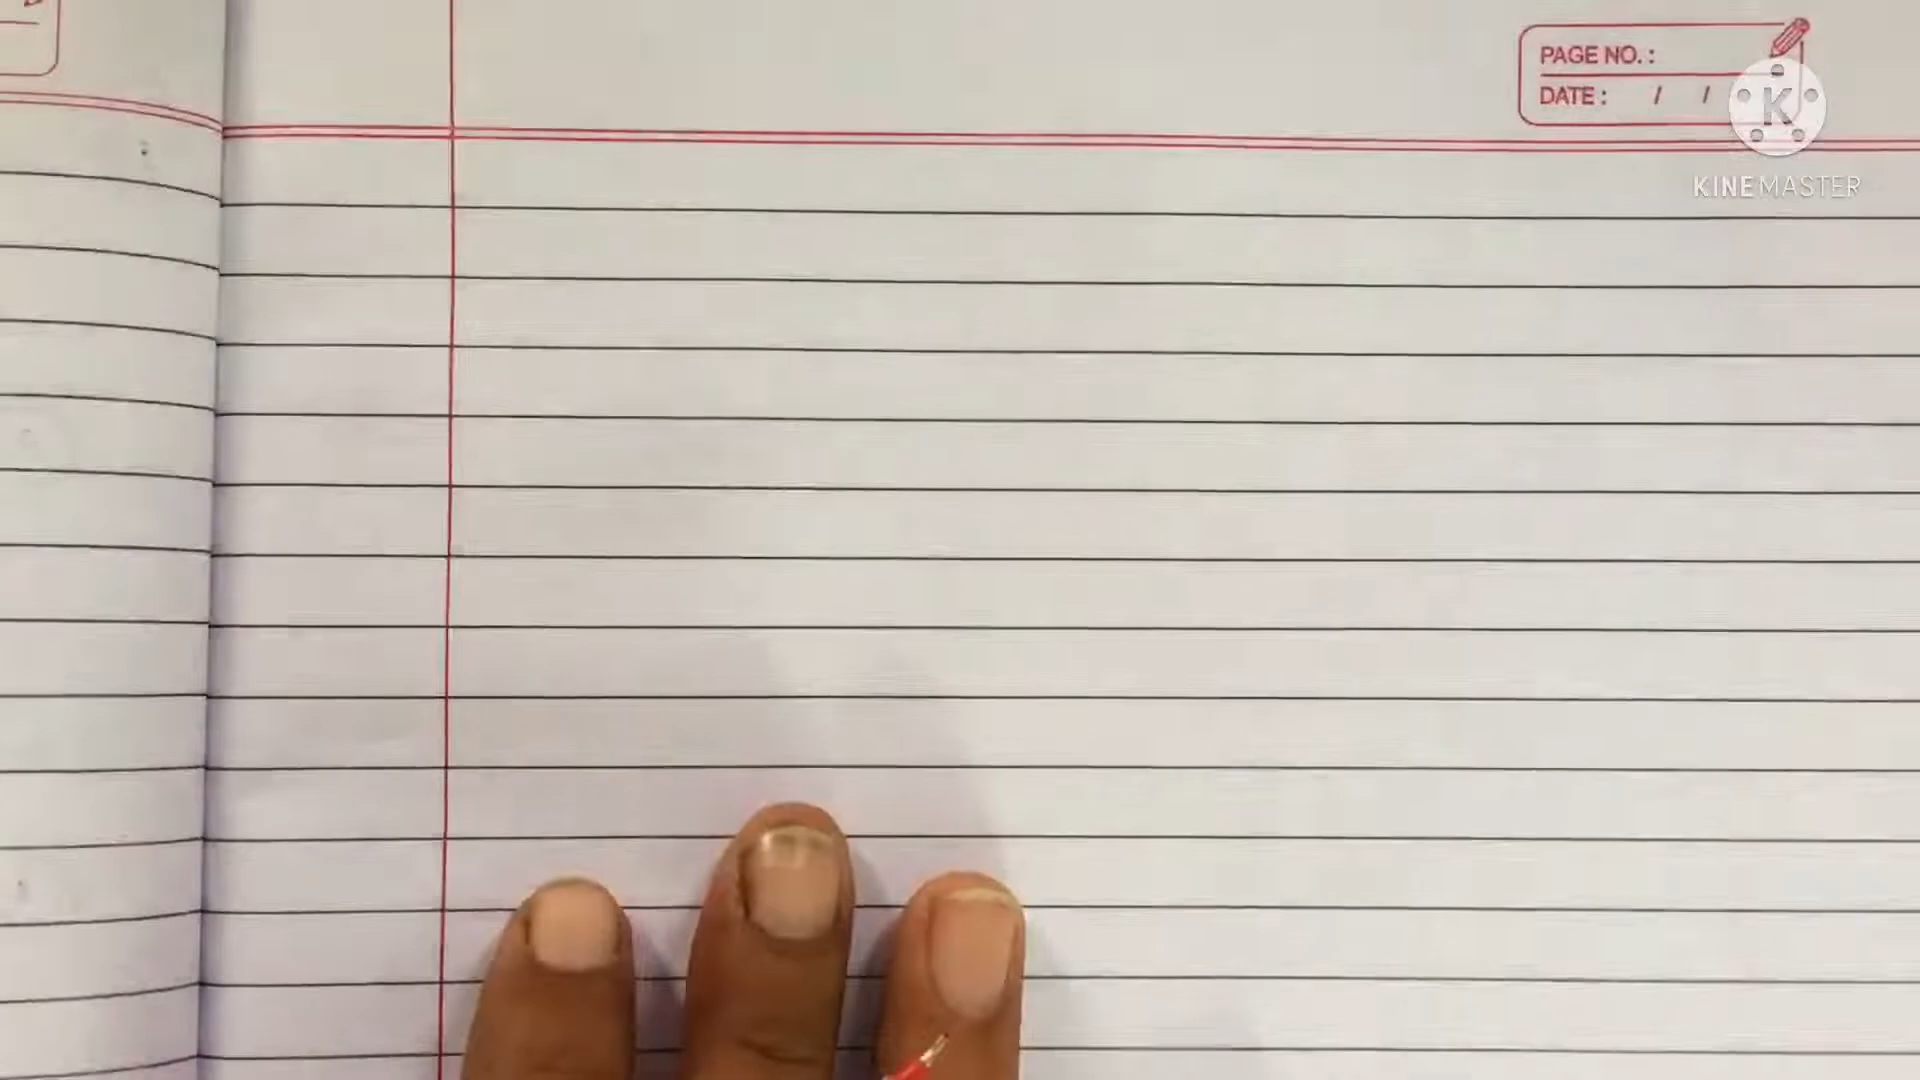 PAGE NO. :
DATE : / /
K
KINEMASTER